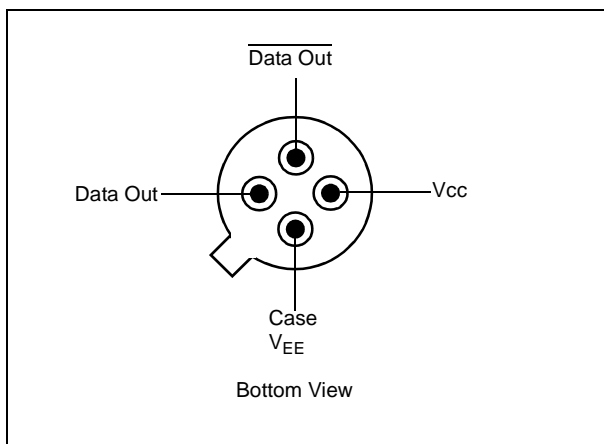 Data Out
Data Out
Vcc
Case
VEE
Bottom View